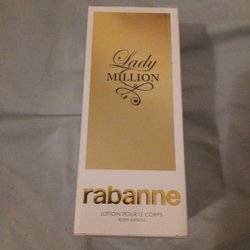 Lady
MILLION
rabanne
LOTION POUR LE CORPS
BODY LOTION